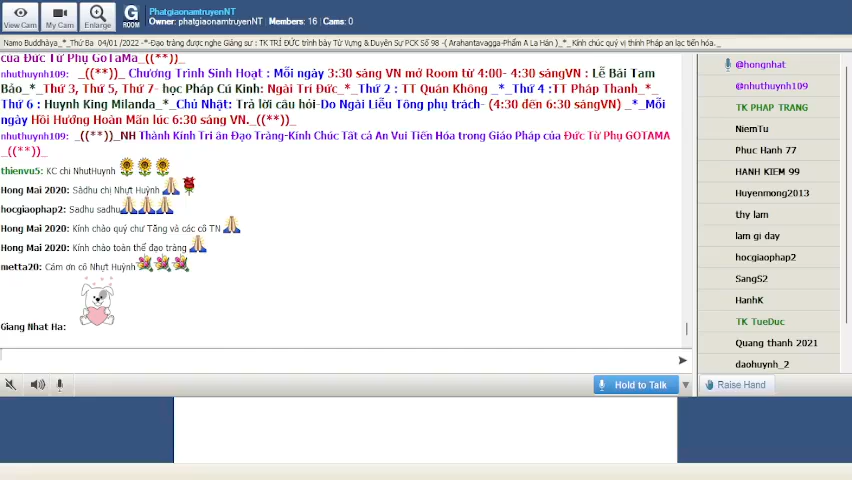 View Cam
My Cam
Enlarge
G
ROOM
PhatgiaonamtruyenNT
Owner: phatgiaonamtruyenNT | Members: 16 | Cams: 0
Namo Buddhàya_*_Thứ Ba 04/01 /2022 -*-Đạo tràng được nghe Giảng sư : TK TRÍ ĐỨC trình bày Từ Vựng & Duyên Sự PCK Số 98 -( Arahantavagga-Phẩm A La Hán )_*_ Kính chúc quý vị thính Pháp an lạc tiến hóa._
của Đức Từ Phụ GoTaMa_((**))_
nhuthuynh109: _((**))_ Chương Trình Sinh Hoạt : Mỗi ngày 3:30 sáng VN mở Room từ 4:00- 4:30 sángVN : Lễ Bái Tam
Bảo_*_Thứ 3, Thứ 5, Thứ 7- học Pháp Cú Kinh: Ngài Trí Đức_*_Thứ 2 : TT Quán Không _*_Thứ 4 :TT Pháp Thanh_*_
Thứ 6 : Huynh King Milanda_*_Chủ Nhật: Trả lời câu hỏi-Do Ngài Liễu Tông phụ trách- (4:30 đến 6:30 sángVN) _*_Mỗi
ngày Hồi Hướng Hoàn Mãn lúc 6:30 sáng VN._((**))_
nhuthuynh109: _((**))_NH Thành Kính Tri ân Đạo Tràng-Kính Chúc Tất cả An Vui Tiến Hóa trong Giáo Pháp của Đức Từ Phụ GOTAMA
_((**))_
thienvu5: KC chi NhutHuynh
Hong Mai 2020: Sàdhu chị Nhựt Huỳnh
hocgiaophap2: Sadhu sadhu
Hong Mai 2020: Kính chào quý chư Tăng và các cô TN
Hong Mai 2020: Kính chào toàn thể đạo tràng
metta20: Cảm ơn cô Nhựt Huỳnh
Giang Nhat Ha:
Hold to Talk
@hongnhat
@nhuthuynh109
TK PHAP TRANG
NiemTu
Phuc Hanh 77
HANH KIEM 99
Huyenmong2013
thy lam
lam gi day
hocgiaophap2
SangS2
HanhK
TK TueDuc
Quang thanh 2021
daohuynh_2
Raise Hand